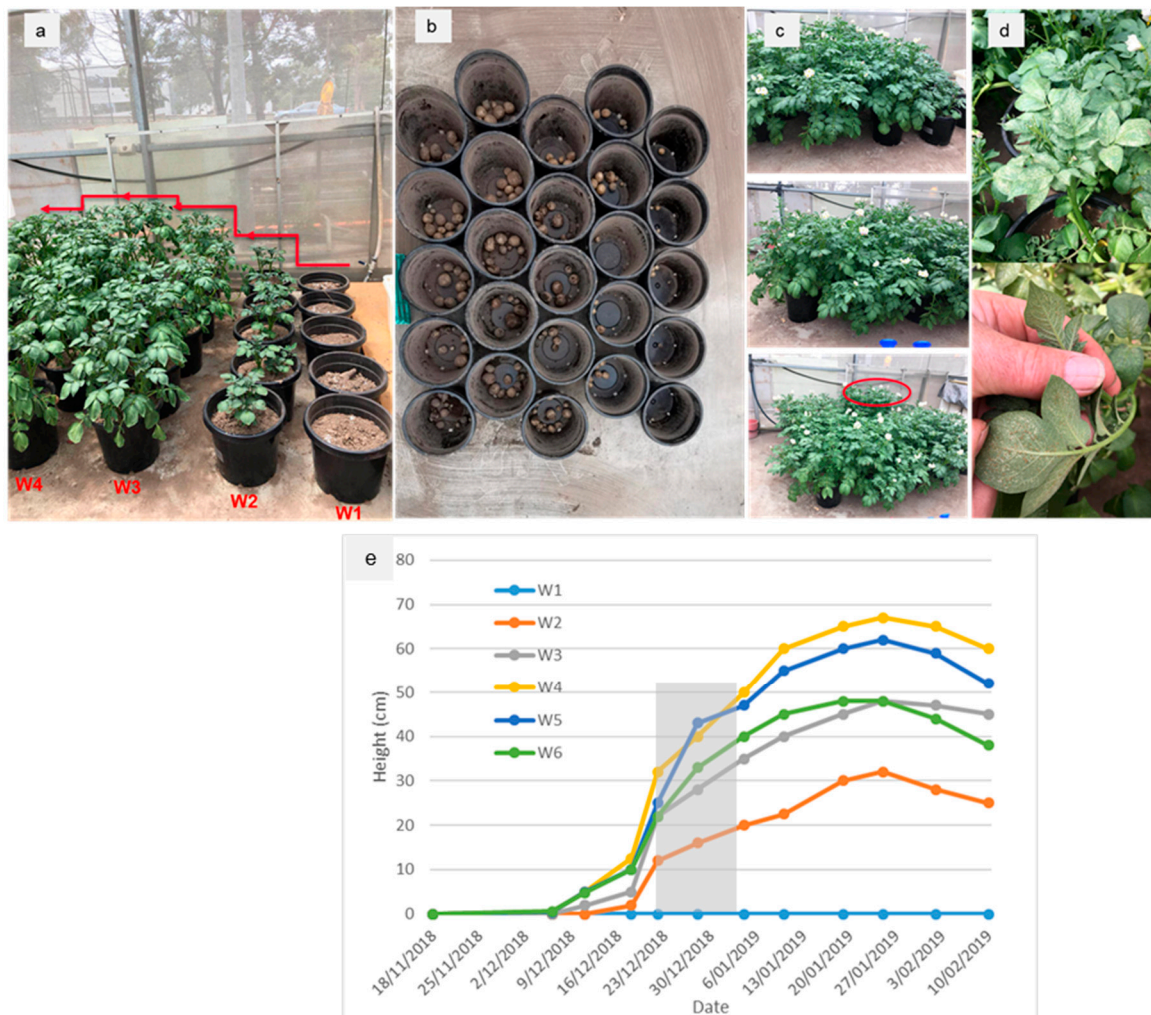 a
b
c
d
W4
W3
W2
W1
e
80
70
60
50
40
30
20
10
0
Height (cm)
W1
W2
W3
W4
W5
W6
18/11/2018
25/11/2018
2/12/2018
9/12/2018
16/12/2018
23/12/2018
30/12/2018
6/01/2019
13/01/2019
20/01/2019
27/01/2019
3/02/2019
10/02/2019
Date